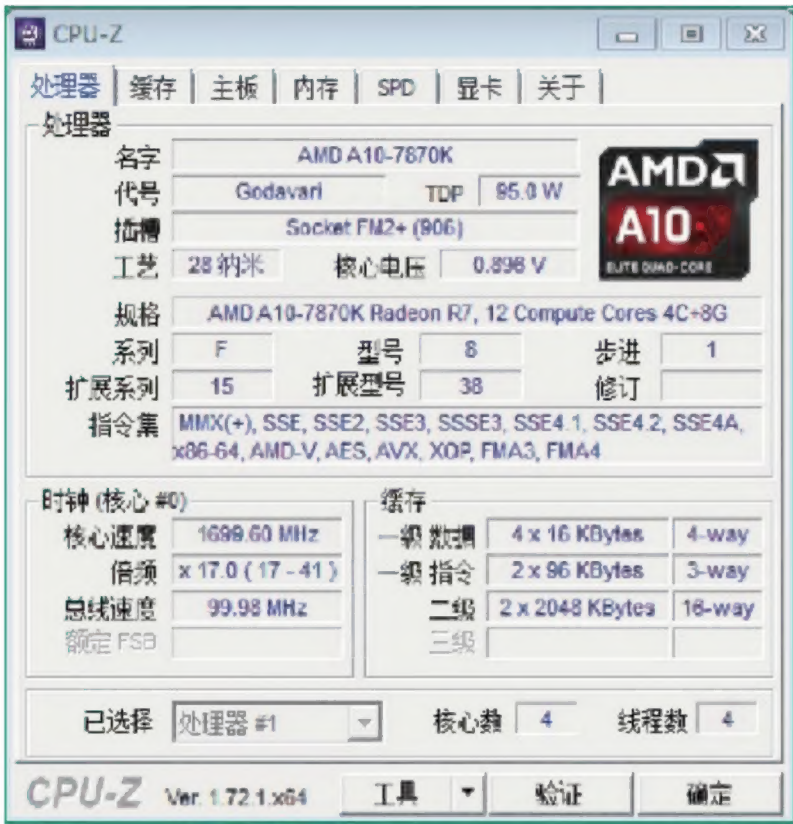 CPU-Z
处理器 缓存 主板 内存 SPD 显卡 关于
处理器
名字 AMD A10-7870K
代号 Godavari TDP 95.0 W
插槽 Socket FM2+ (906)
工艺 28 纳米 核心电压 0.896 V
AMD
A10
ELITE QUAD-CORE
规格 AMD A10-7870K Radeon R7, 12 Compute Cores 4C+8G
系列 F 型号 8 步进 1
扩展系列 15 扩展型号 38 修订
指令集 MMX(+), SSE, SSE2, SSE3, SSSE3, SSE4.1, SSE4.2, SSE4A,
x86-64, AMD-V, AES, AVX, XOP, FMA3, FMA4
时钟 (核心 #0)
核心速度 1699.60 MHz
倍频 x 17.0 ( 17 - 41 )
总线速度 99.98 MHz
额定 FSB
缓存
一级 数据 4 x 16 KBytes 4-way
一级 指令 2 x 96 KBytes 3-way
二级 2 x 2048 KBytes 16-way
三级
已选择 处理器 #1 核心数 4 线程数 4
CPU-Z Ver. 1.72.1.x64 工具 验证 确定